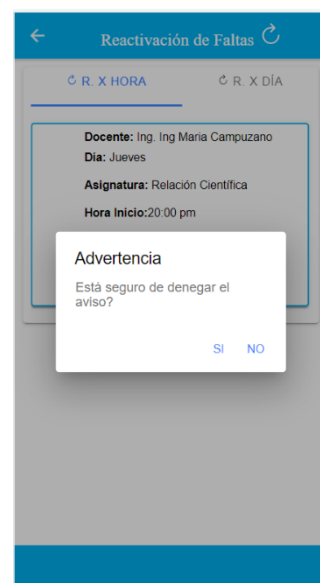 Reactivación de Faltas
R. X HORA
R. X DÍA
Docente: Ing. Ing Maria Campuzano
Dia: Jueves
Asignatura: Relación Científica
Hora Inicio:20:00 pm
Advertencia
Está seguro de denegar el
aviso?
SI
NO